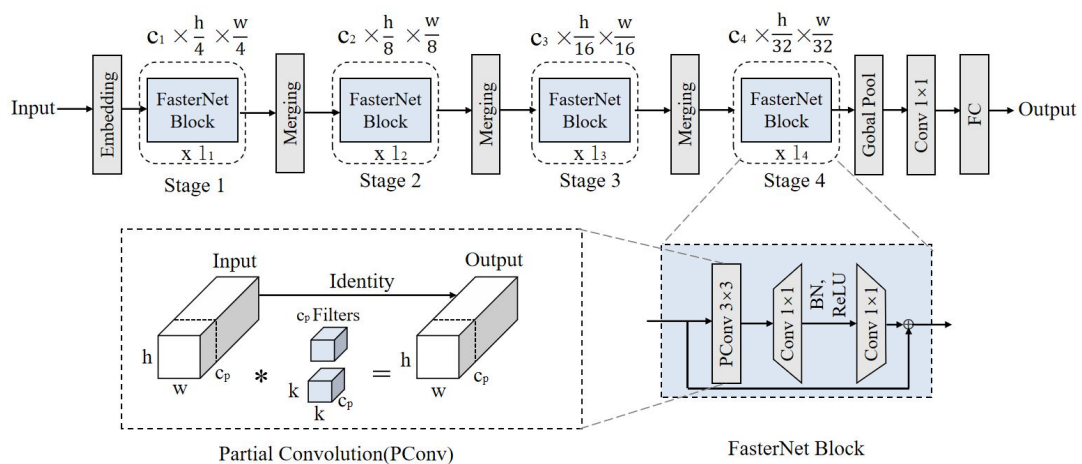 c₁ × h/4 × w/4
c₂ × h/8 × w/8
c₃ × h/16 × w/16
c₄ × h/32 × w/32
Input
Embedding
FasterNet
Block
x l₁
Stage 1
Merging
FasterNet
Block
x l₂
Stage 2
Merging
FasterNet
Block
x l₃
Stage 3
Merging
FasterNet
Block
x l₄
Stage 4
Gobal Pool
Conv 1×1
FC
Output
Input
Output
Identity
cₚ Filters
h
w
cₚ
*
k
k
cₚ
=
h
w
cₚ
Partial Convolution(PConv)
PConv 3×3
Conv 1×1
BN,
ReLU
Conv 1×1
FasterNet Block